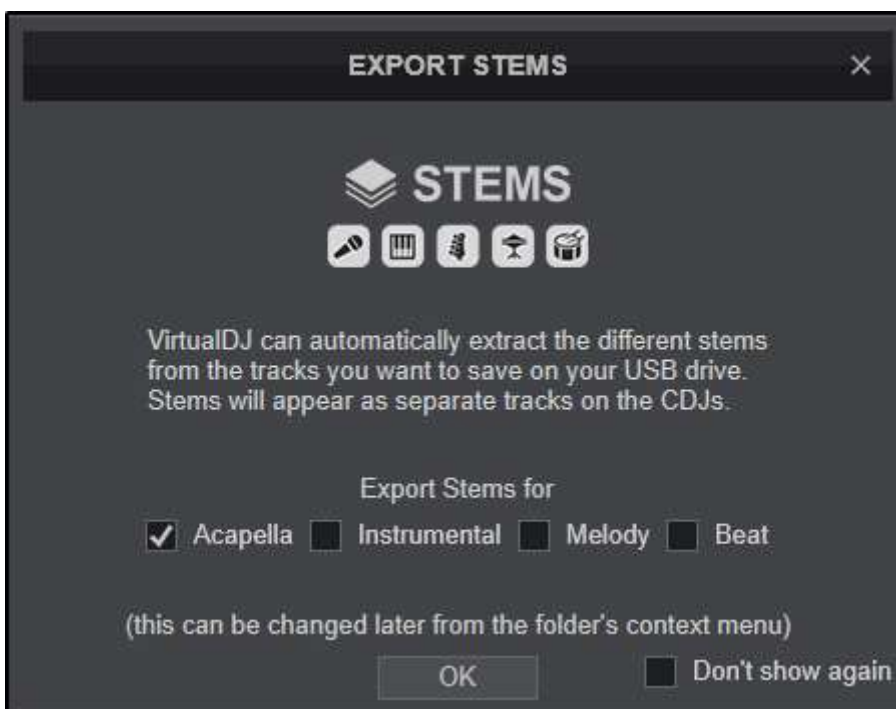 EXPORT STEMS
STEMS
VirtualDJ can automatically extract the different stems
from the tracks you want to save on your USB drive.
Stems will appear as separate tracks on the CDJs.
Export Stems for
Acapella Instrumental Melody Beat
(this can be changed later from the folder's context menu)
OK Don't show again